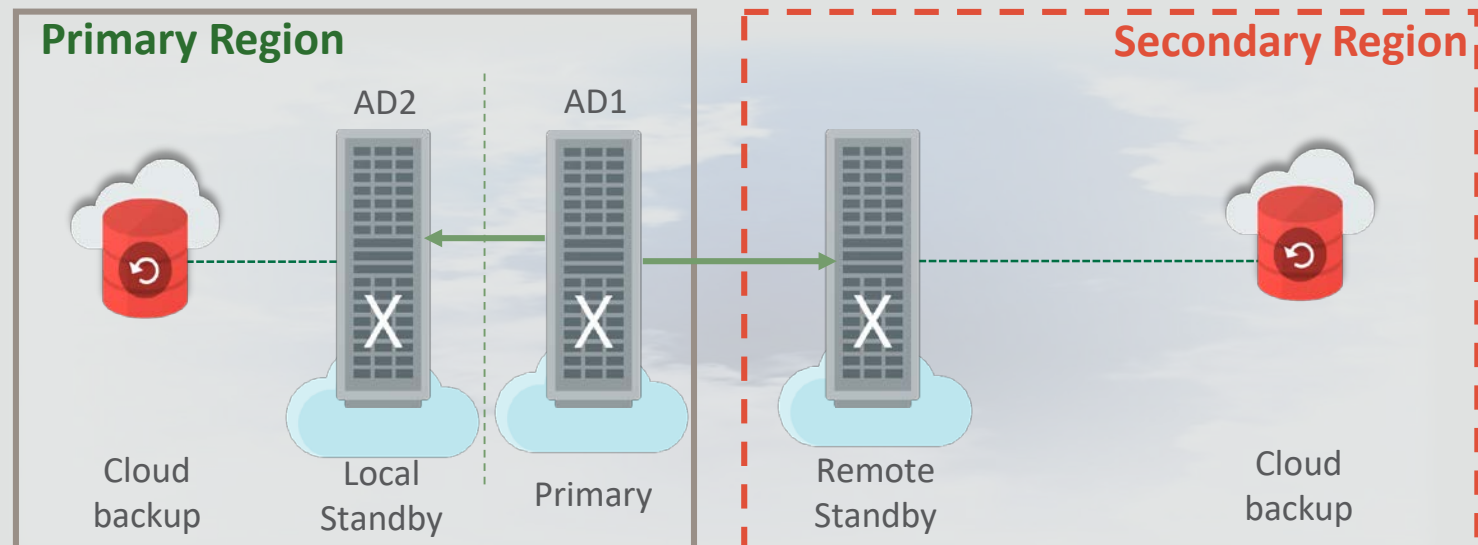 Primary Region
Secondary Region
AD2
AD1
X
X
X
Cloud
backup
Local
Standby
Primary
Remote
Standby
Cloud
backup